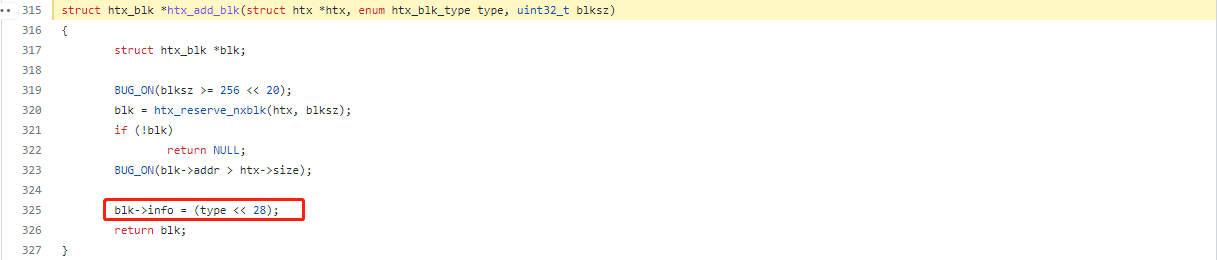 315 struct htx_blk *htx_add_blk(struct htx *htx, enum htx_blk_type type, uint32_t blksz)
316 {
317         struct htx_blk *blk;
318
319         BUG_ON(blksz >= 256 << 20);
320         blk = htx_reserve_nxblk(htx, blksz);
321         if (!blk)
322                 return NULL;
323         BUG_ON(blk->addr > htx->size);
324
325         blk->info = (type << 28);
326         return blk;
327 }